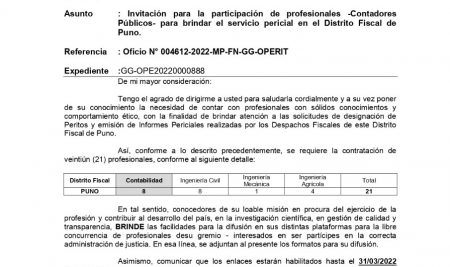 Asunto : Invitación para la participación de profesionales -Contadores
Públicos- para brindar el servicio pericial en el Distrito Fiscal de
Puno.
Referencia : Oficio N° 004612-2022-MP-FN-GG-OPERIT
Expediente :GG-OPE20220000888
De mi mayor consideración:
Tengo el agrado de dirigirme a usted para saludarla cordialmente y a su vez poner
de su conocimiento la necesidad de contar con profesionales con sólidos conocimientos y
comportamiento ético, con la finalidad de brindar atención a las solicitudes de designación de
Peritos y emisión de Informes Periciales realizadas por los Despachos Fiscales de este Distrito
Fiscal de Puno.
Así, conforme a lo descrito precedentemente, se requiere la contratación de
veintiún (21) profesionales, conforme al siguiente detalle:
Distrito Fiscal Contabilidad Ingeniería Civil Ingeniería Mecánica Ingeniería Agrícola Total
PUNO 8 8 1 4 21
En tal sentido, conocedores de su loable misión en procura del ejercicio de la
profesión y contribuir al desarrollo del país, en la investigación científica, en gestión de calidad y
transparencia, BRINDE las facilidades para la difusión en sus distintas plataformas para la libre
concurrencia de profesionales desu gremio - interesados en ser partícipes en la correcta
administración de justicia. En esa línea, se adjuntan al presente los formatos para su difusión.
Asimismo, comunicar que los enlaces estarán habilitados hasta el 31/03/2022